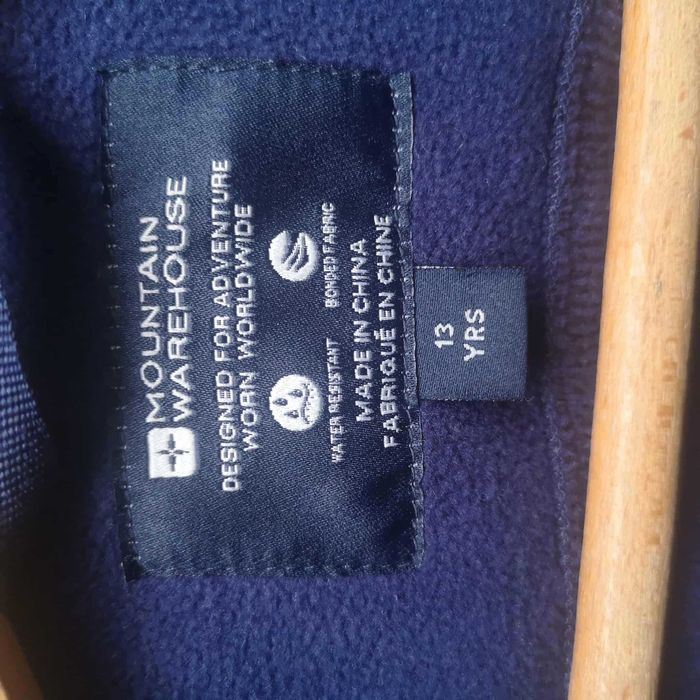 MOUNTAIN
WAREHOUSE
DESIGNED FOR ADVENTURE
WORN WORLDWIDE
WATER RESISTANT
BONDED FABRIC
MADE IN CHINA
FABRIQUÉ EN CHINE
13
YRS